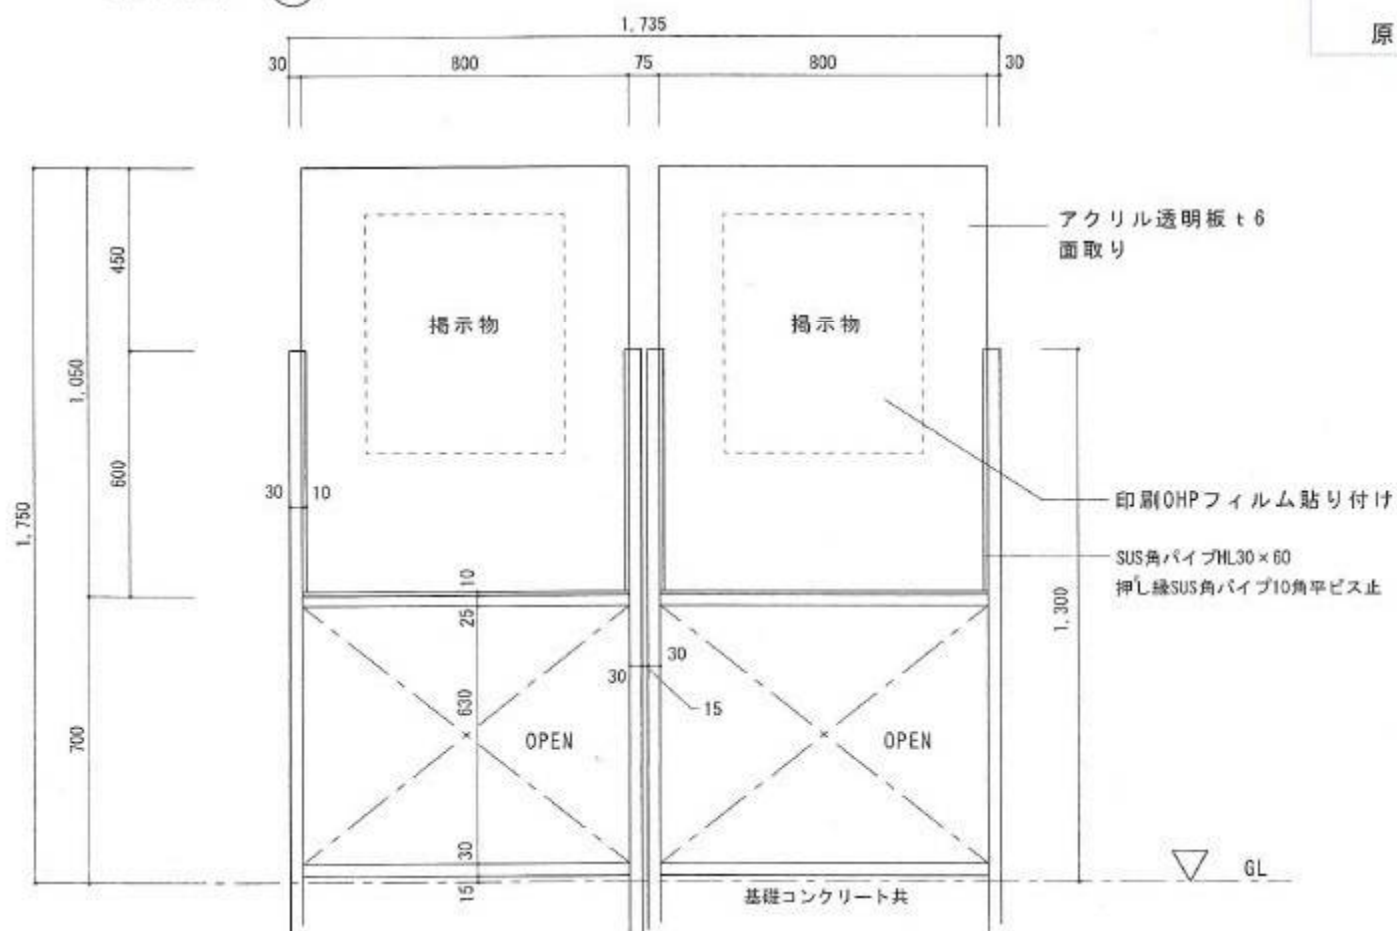 1,735
原
30
800
75
800
30
アクリル透明板 t 6
面取り
450
掲示物
掲示物
1,050
600
30
10
1,750
印刷OHPフィルム貼り付け
SUS角パイプHL30×60
押し縁SUS角パイプ10角平ビス止
10
25
1,300
30
30
15
630
700
OPEN
OPEN
30
15
GL
基礎コンクリート共